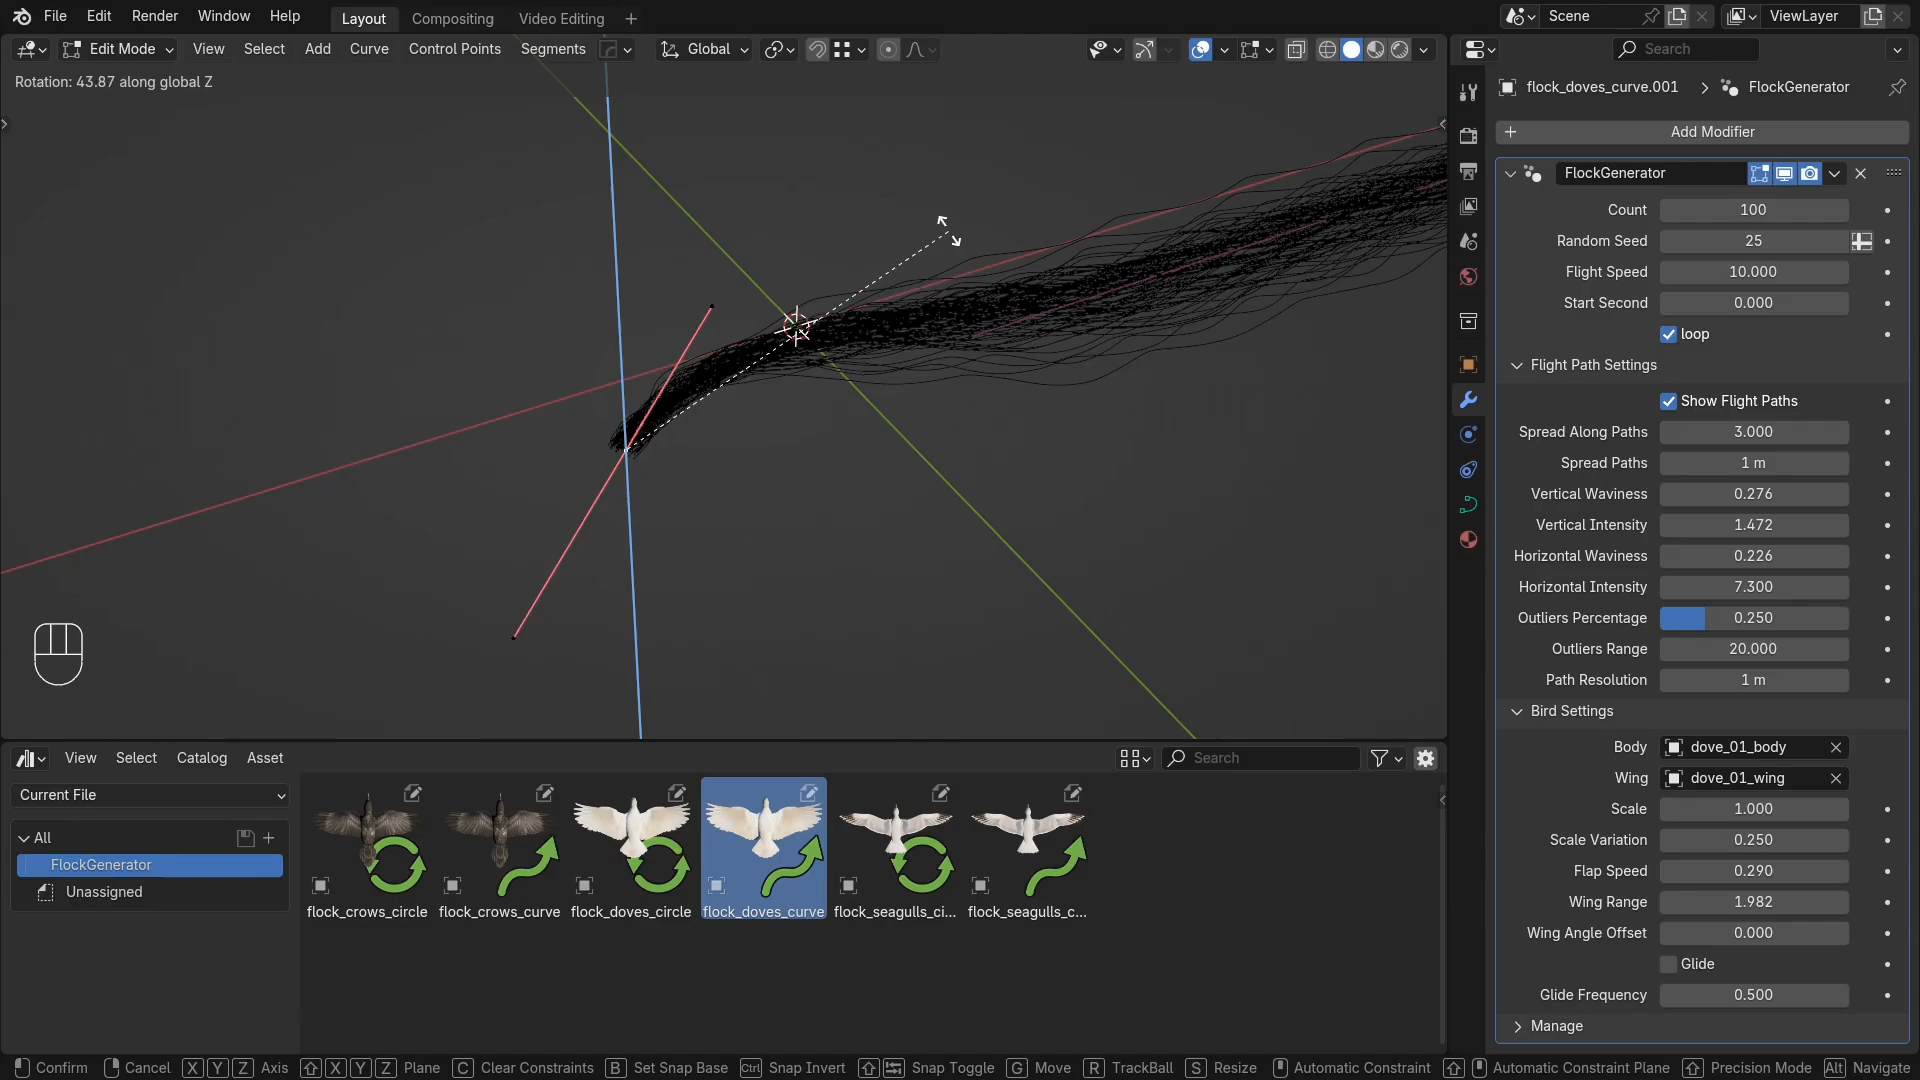 File Edit Render Window Help Layout Compositing Video Editing + Scene ViewLayer
Edit Mode View Select Add Curve Control Points Segments Global Search
Rotation: 43.87 along global Z
flock_doves_curve.001 > FlockGenerator
+ Add Modifier
FlockGenerator
Count 100
Random Seed 25
Flight Speed 10.000
Start Second 0.000
loop
Flight Path Settings
Show Flight Paths
Spread Along Paths 3.000
Spread Paths 1 m
Vertical Waviness 0.276
Vertical Intensity 1.472
Horizontal Waviness 0.226
Horizontal Intensity 7.300
Outliers Percentage 0.250
Outliers Range 20.000
Path Resolution 1 m
Bird Settings
Body dove_01_body
Wing dove_01_wing
Scale 1.000
Scale Variation 0.250
Flap Speed 0.290
Wing Range 1.982
Wing Angle Offset 0.000
Glide
Glide Frequency 0.500
Manage
View Select Catalog Asset Search
Current File
All
FlockGenerator
Unassigned
flock_crows_circle flock_crows_curve flock_doves_circle flock_doves_curve flock_seagulls_ci... flock_seagulls_c...
Confirm Cancel X Y Z Axis X Y Z Plane C Clear Constraints B Set Snap Base Ctrl Snap Invert Snap Toggle G Move R TrackBall S Resize Automatic Constraint Automatic Constraint Plane Precision Mode Alt Navigate